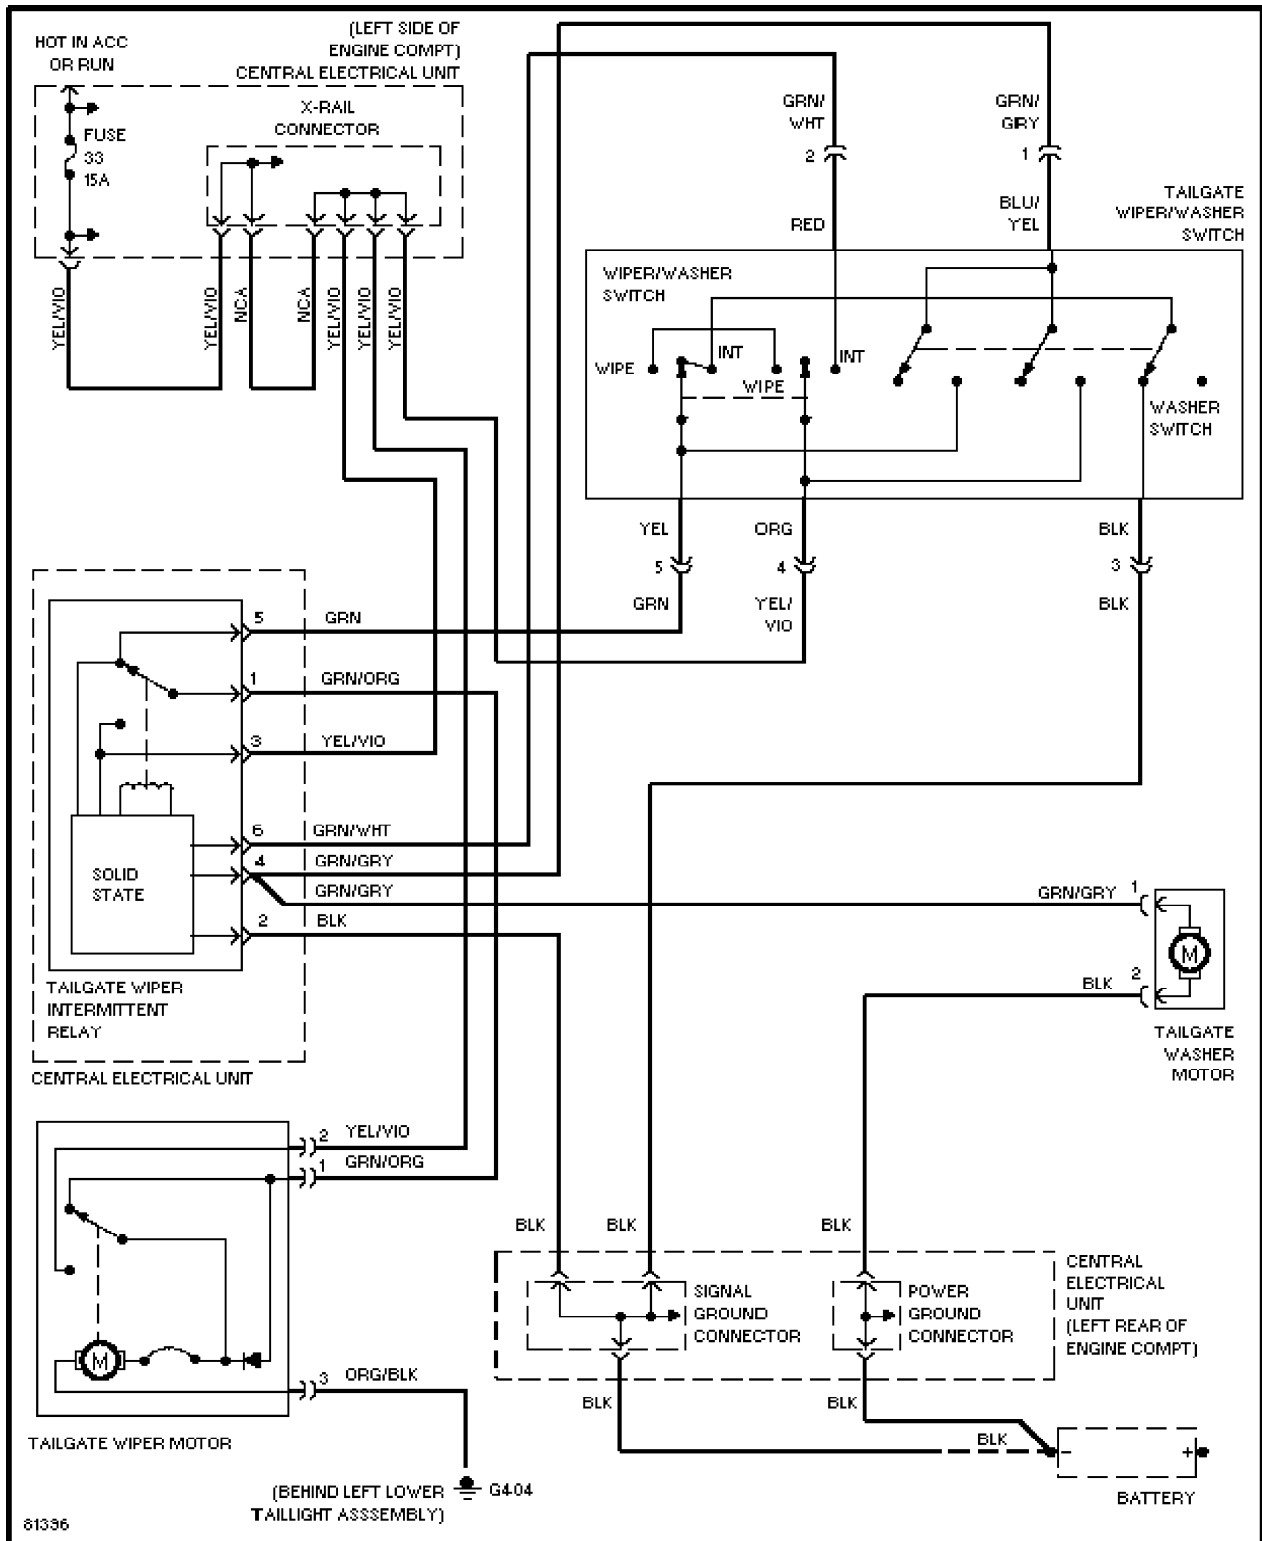 HOT IN ACC
OR RUN
(LEFT SIDE OF
ENGINE COMPT)
CENTRAL ELECTRICAL UNIT
X-RAIL
CONNECTOR
FUSE
33
15A
YEL/VIO
YEL/VIO
NCA
NCA
YEL/VIO
YEL/VIO
YEL/VIO
GRN/
WHT
2
RED
GRN/
GRY
1
BLU/
YEL
TAILGATE
WIPER/WASHER
SWITCH
WIPER/WASHER
SWITCH
WIPE
INT
WIPE
INT
WASHER
SWITCH
YEL
5
GRN
ORG
4
YEL/
VIO
BLK
3
BLK
5
GRN
1
GRN/ORG
3
YEL/VIO
6
GRN/WHT
4
GRN/GRY
GRN/GRY
2
BLK
SOLID
STATE
TAILGATE WIPER
INTERMITTENT
RELAY
CENTRAL ELECTRICAL UNIT
GRN/GRY
1
M
BLK
2
TAILGATE
WASHER
MOTOR
2
YEL/VIO
1
GRN/ORG
M
3
ORG/BLK
TAILGATE WIPER MOTOR
(BEHIND LEFT LOWER
TAILLIGHT ASSSEMBLY)
G404
BLK
BLK
BLK
SIGNAL
GROUND
CONNECTOR
POWER
GROUND
CONNECTOR
CENTRAL
ELECTRICAL
UNIT
(LEFT REAR OF
ENGINE COMPT)
BLK
BLK
BLK
-
+
BATTERY
81396